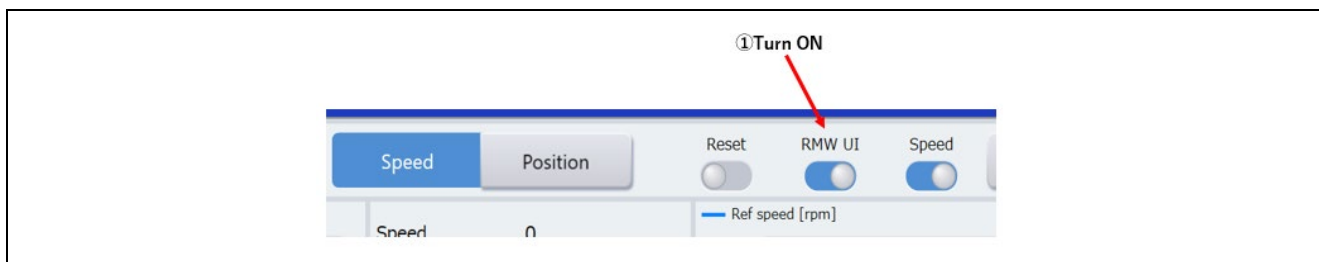 ①Turn ON
Reset RMW UI Speed
Speed Position
Ref speed [rpm]
Speed 0